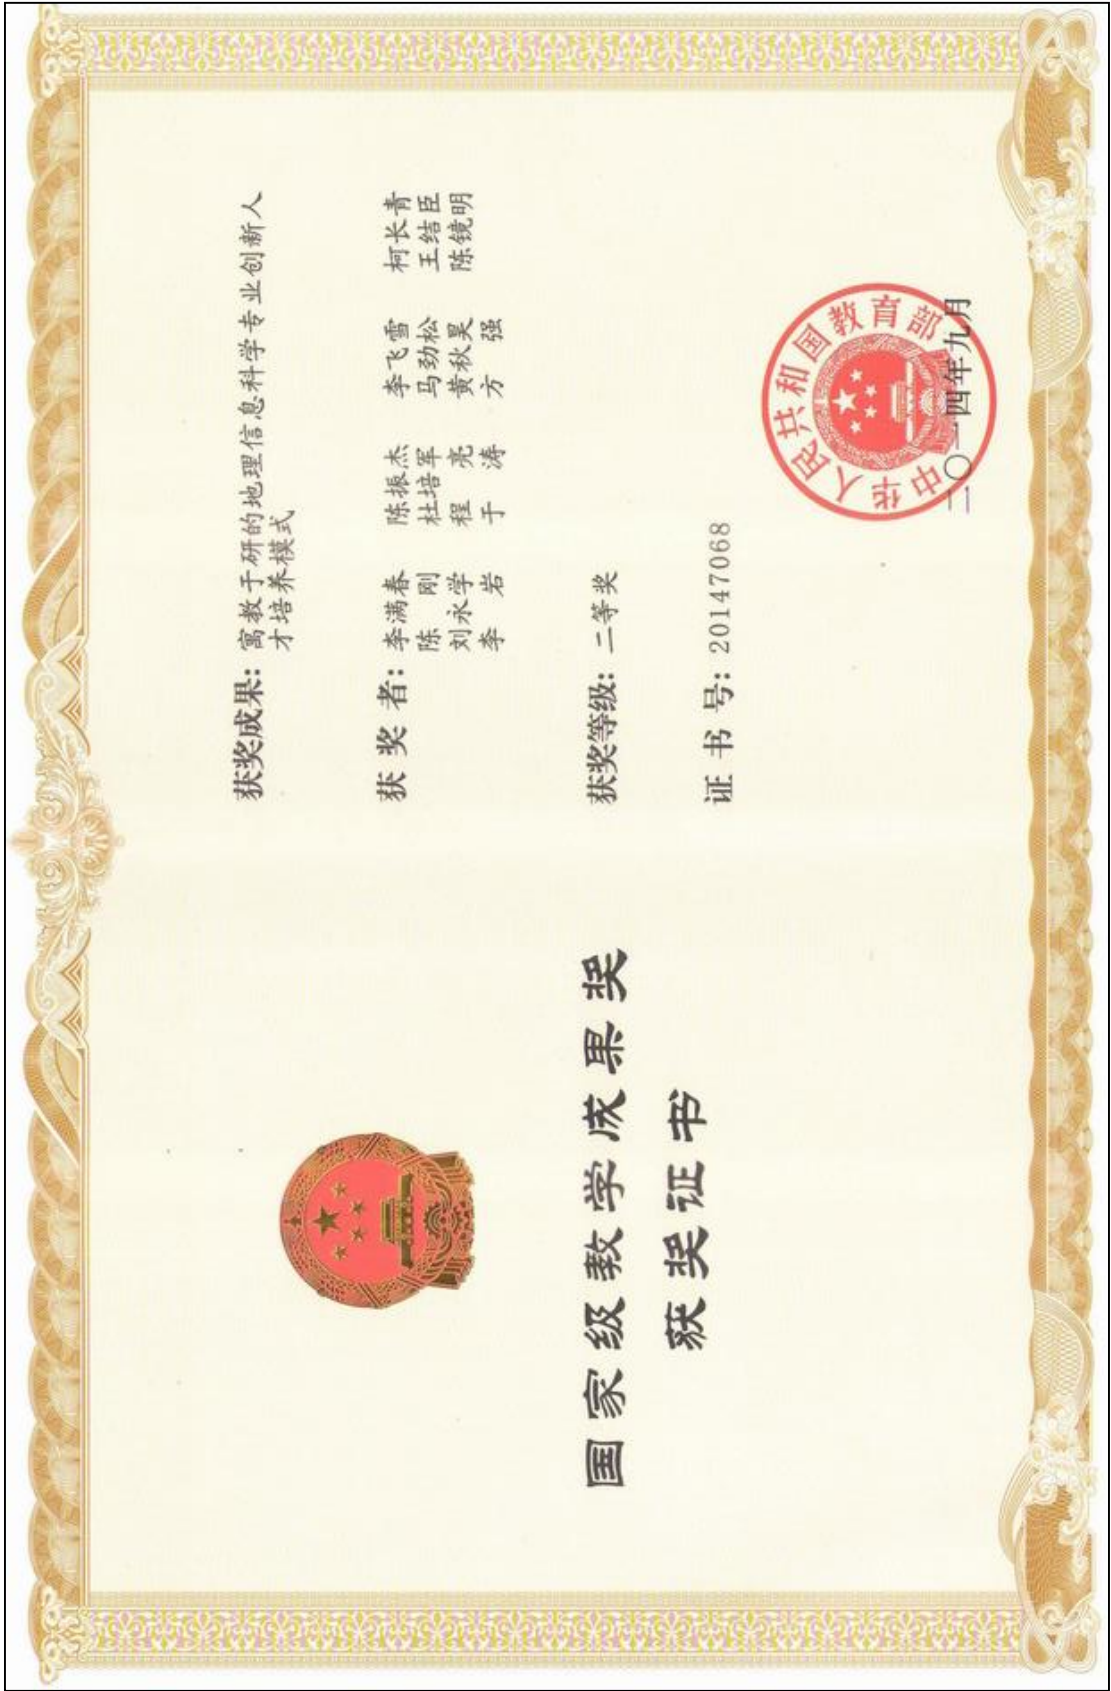 国家级教学成果奖
获奖证书
获奖成果：寓教于研的地理信息科学专业创新人
才培养模式
获 奖 者：李满春 陈振杰 李飞雪 柯长青
陈 刚 杜培军 马劲松 王结臣
刘永学 程 亮 黄秋昊 陈镜明
李 岩 于 涛 方 强
获奖等级：二等奖
证 书 号：20147068
中华人民共和国教育部
二〇一四年九月